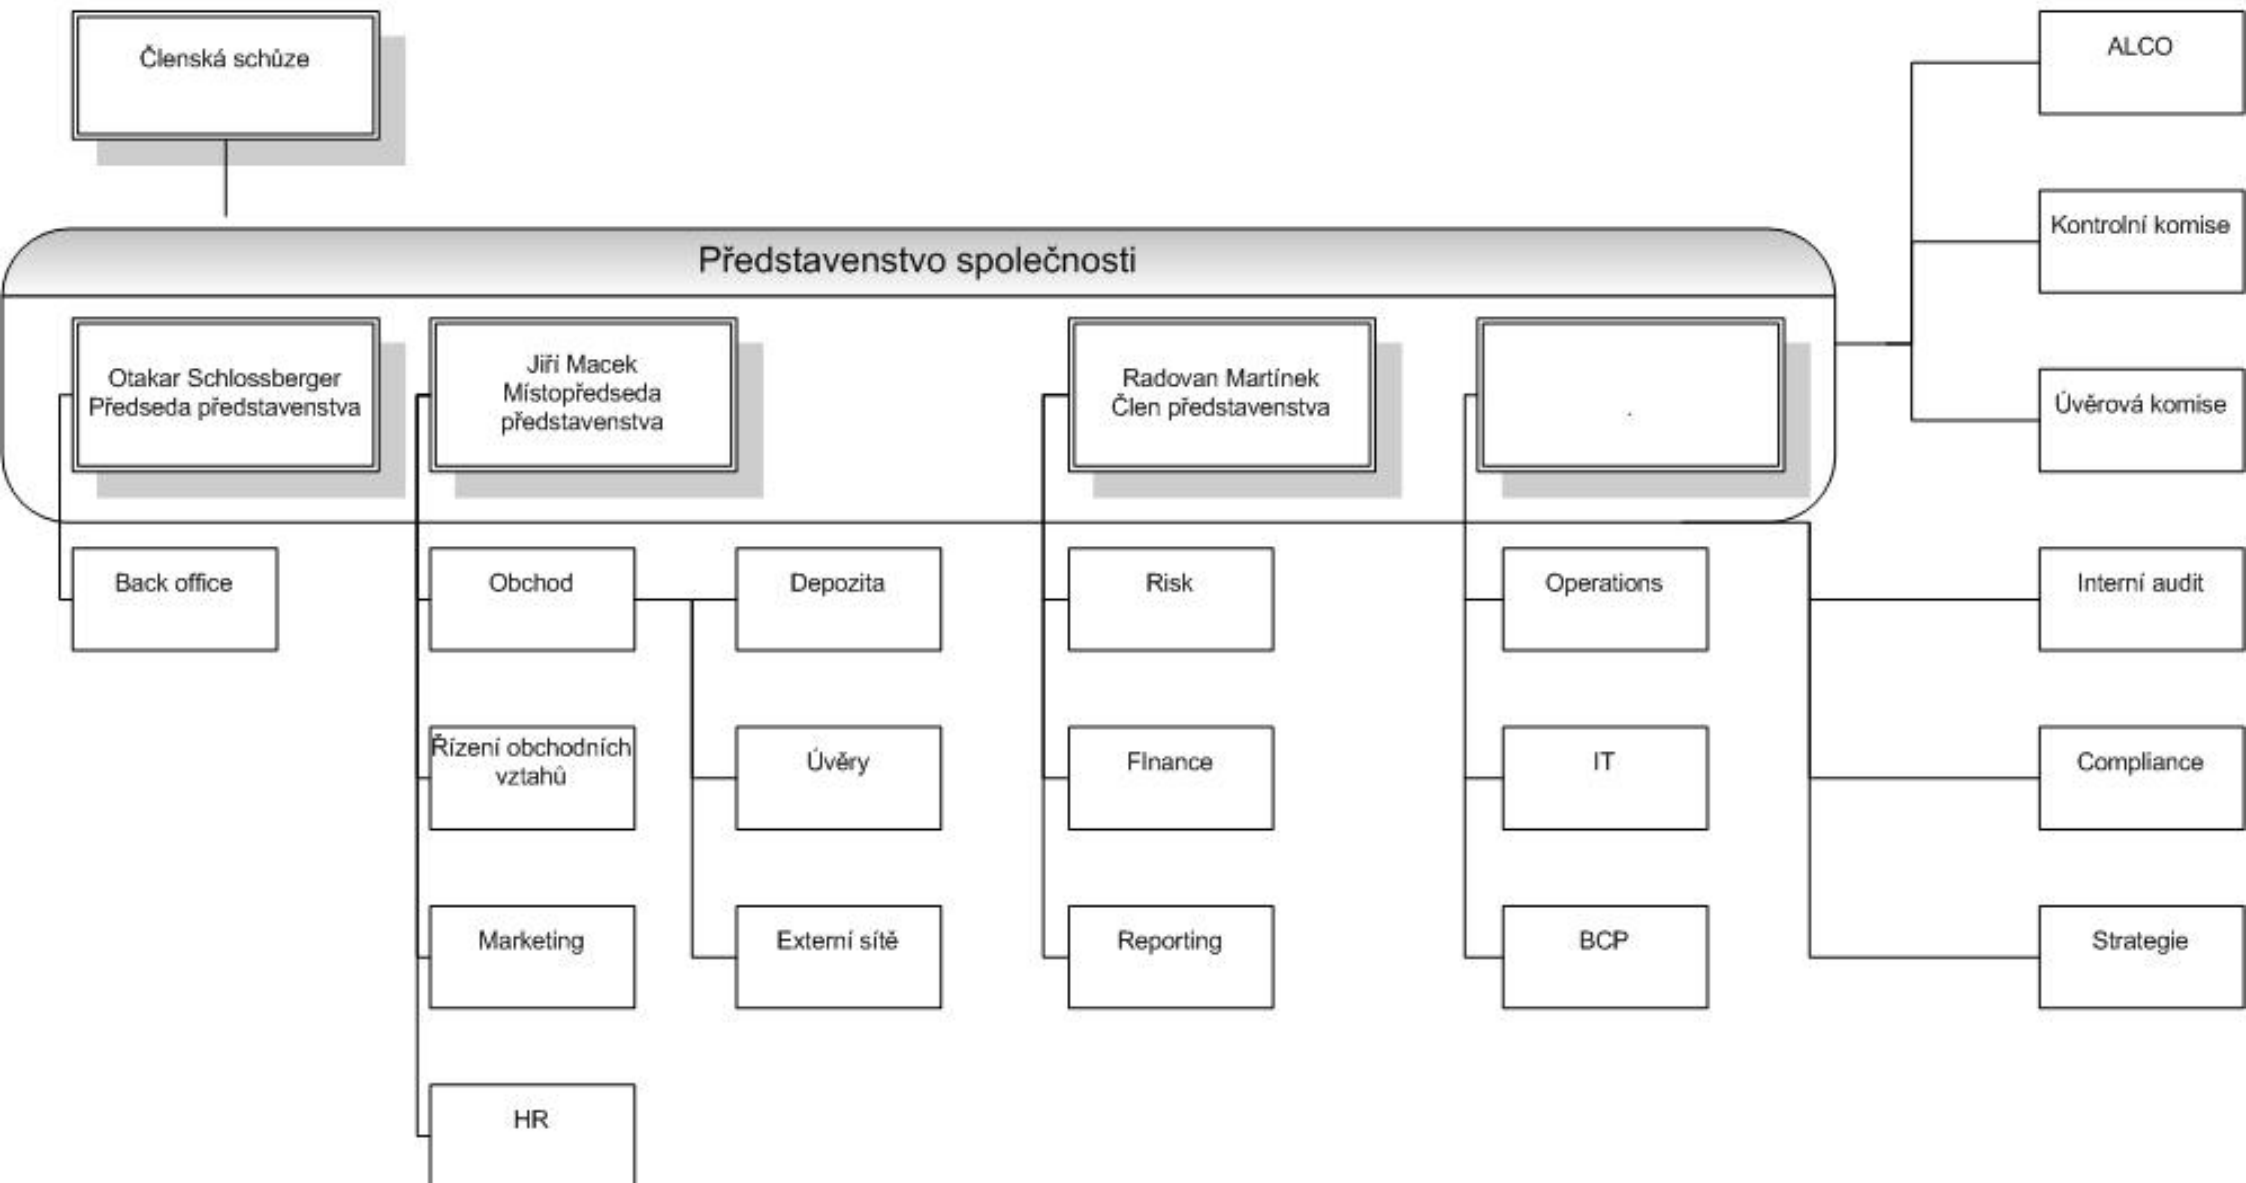 Členská schůze
ALCO
Kontrolní komise
Představenstvo společnosti
Otakar Schlossberger
Předseda představenstva
Jiří Macek
Místopředseda
představenstva
Radovan Martínek
Člen představenstva
.
Úvěrová komise
Back office
Obchod
Depozita
Risk
Operations
Interní audit
Řízení obchodních
vztahů
Úvěry
FInance
IT
Compliance
Marketing
Externí sítě
Reporting
BCP
Strategie
HR